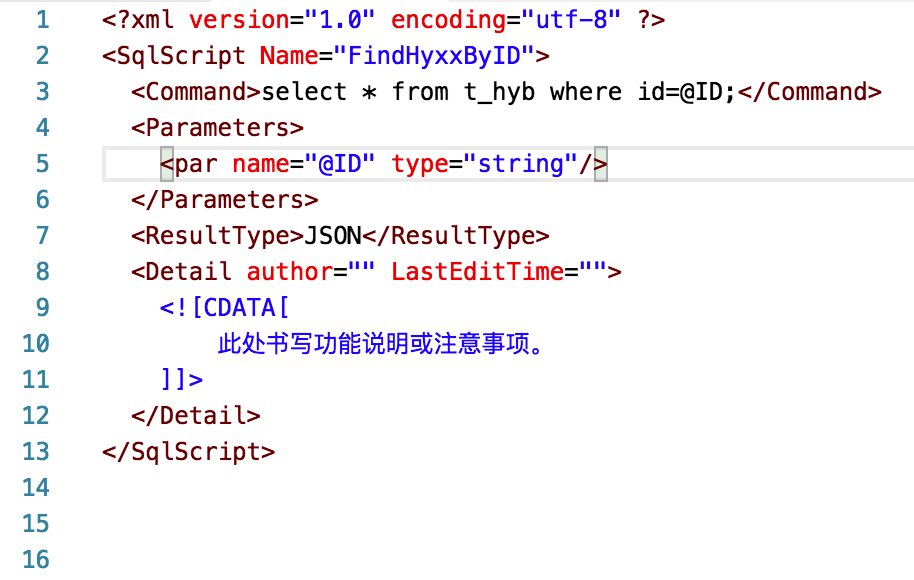 1 <?xml version="1.0" encoding="utf-8" ?>
2 <SqlScript Name="FindHyxxByID">
3   <Command>select * from t_hyb where id=@ID;</Command>
4   <Parameters>
5     <par name="@ID" type="string"/>
6   </Parameters>
7   <ResultType>JSON</ResultType>
8   <Detail author="" LastEditTime="">
9     <![CDATA[
10         此处书写功能说明或注意事项。
11     ]]>
12   </Detail>
13 </SqlScript>
14
15
16